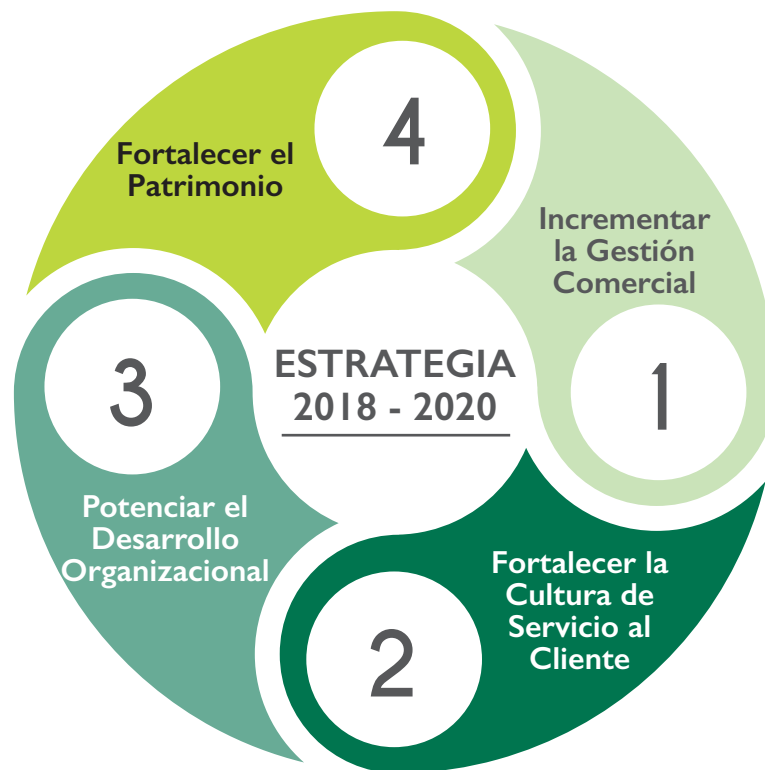 ESTRATEGIA
2018 - 2020
1
Incrementar
la Gestión
Comercial
2
Fortalecer la
Cultura de
Servicio al
Cliente
3
Potenciar el
Desarrollo
Organizacional
4
Fortalecer el
Patrimonio